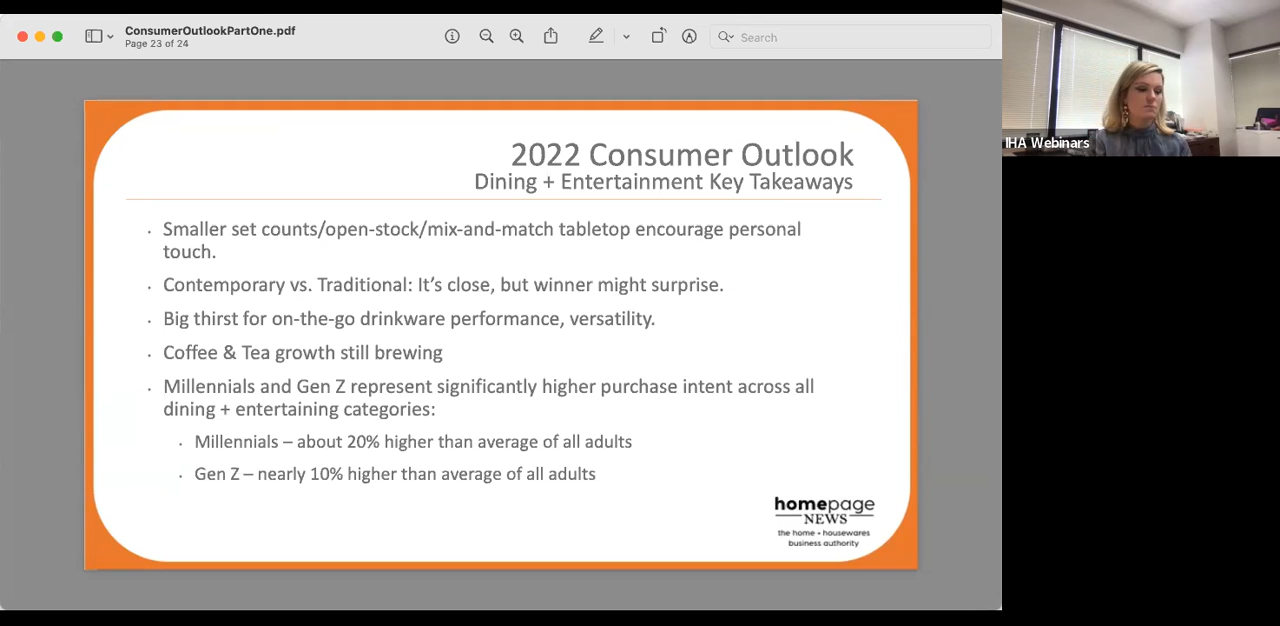 ConsumerOutlookPartOne.pdf
Page 23 of 24
Search
IHA Webinars
2022 Consumer Outlook
Dining + Entertainment Key Takeaways
· Smaller set counts/open-stock/mix-and-match tabletop encourage personal
touch.
· Contemporary vs. Traditional: It's close, but winner might surprise.
· Big thirst for on-the-go drinkware performance, versatility.
· Coffee & Tea growth still brewing
· Millennials and Gen Z represent significantly higher purchase intent across all
dining + entertaining categories:
· Millennials – about 20% higher than average of all adults
· Gen Z – nearly 10% higher than average of all adults
homepage
NEWS
the home + housewares
business authority